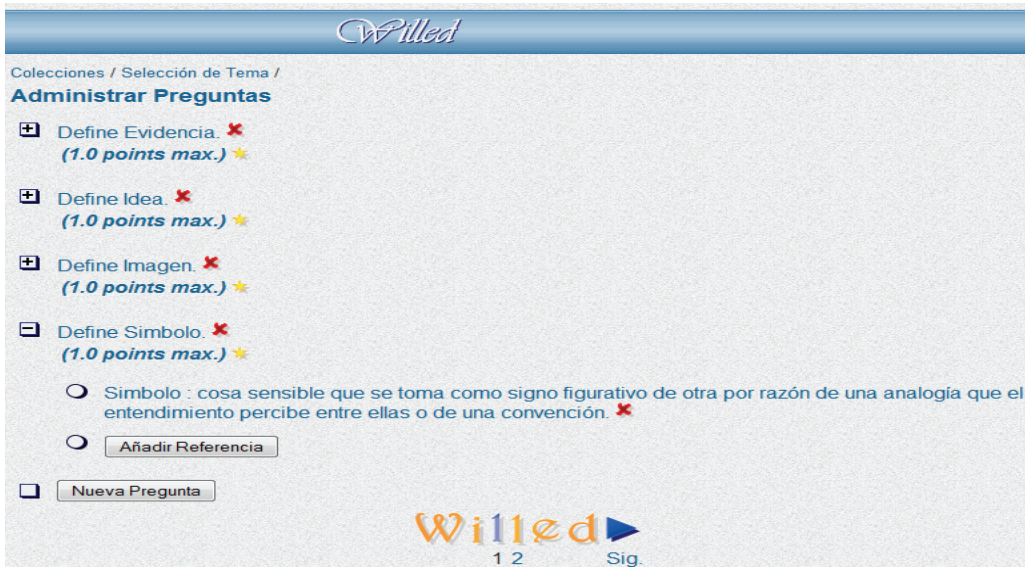 Willed
Colecciones / Selección de Tema /
Administrar Preguntas
Define Evidencia.
(1.0 points max.)
Define Idea.
(1.0 points max.)
Define Imagen.
(1.0 points max.)
Define Simbolo.
(1.0 points max.)
Simbolo : cosa sensible que se toma como signo figurativo de otra por razón de una analogía que el
entendimiento percibe entre ellas o de una convención.
Añadir Referencia
Nueva Pregunta
Willed
1 2 Sig.